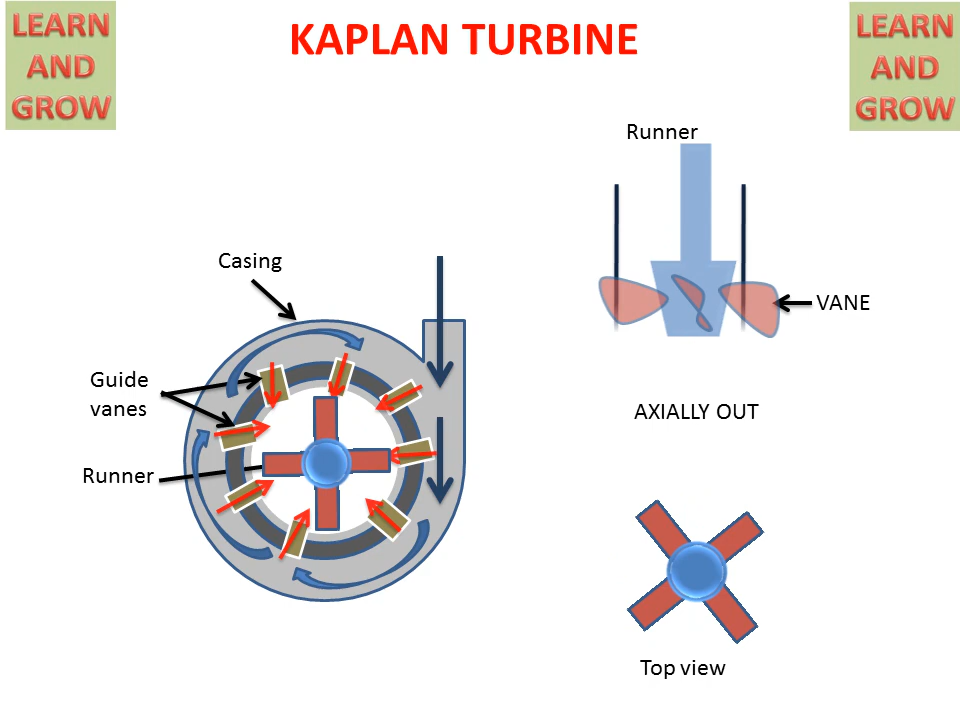 LEARN
AND
GROW
KAPLAN TURBINE
LEARN
AND
GROW
Runner
Casing
VANE
Guide
vanes
AXIALLY OUT
Runner
Top view